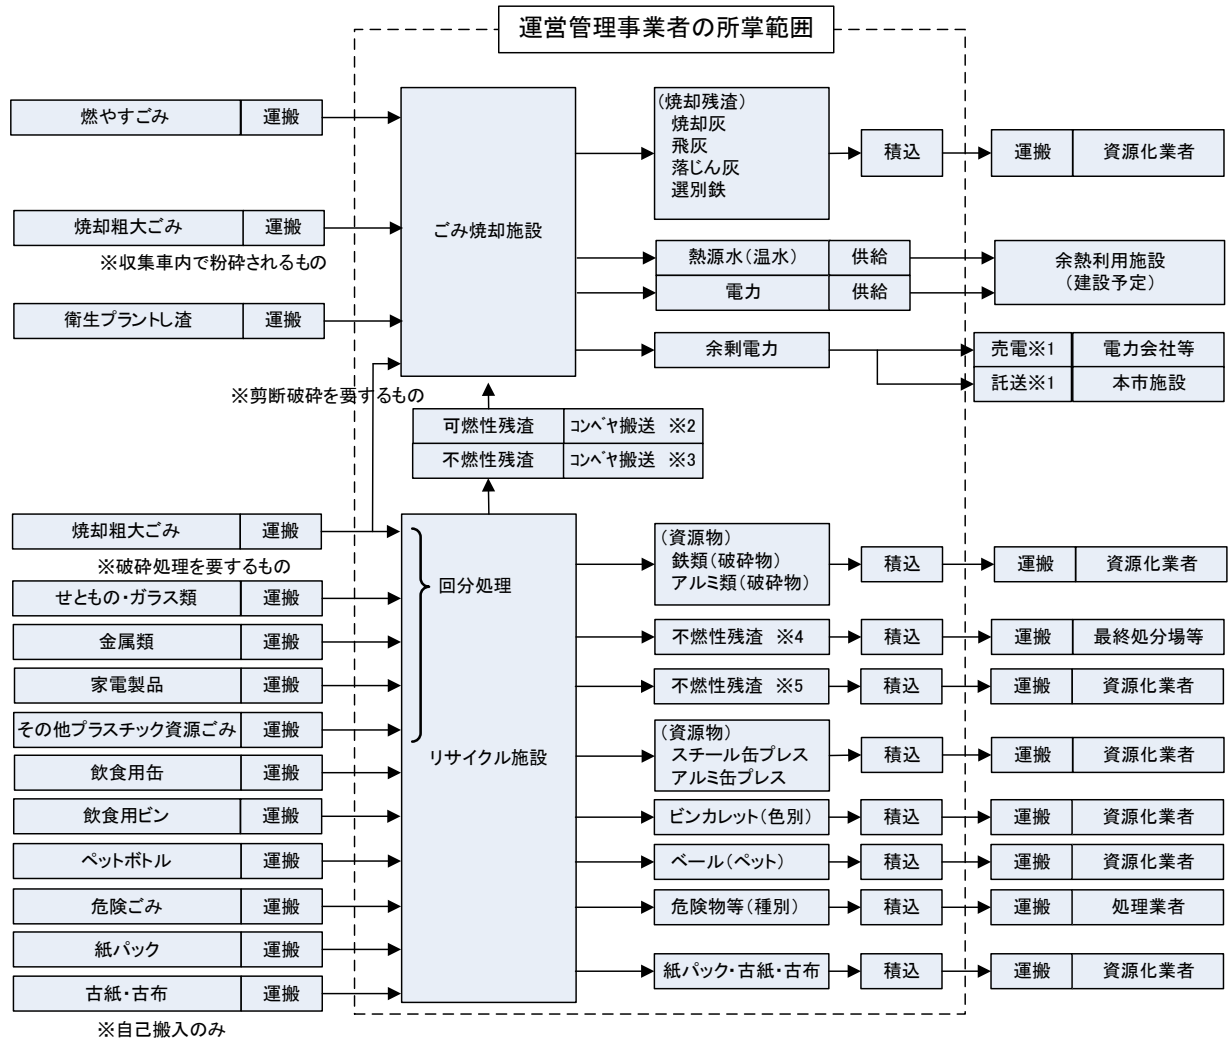 運営管理事業者の所掌範囲
燃やすごみ 運搬
焼却粗大ごみ 運搬
※収集車内で粉砕されるもの
衛生プラントし渣 運搬
ごみ焼却施設
(焼却残渣)
焼却灰
飛灰
落じん灰
選別鉄
積込 運搬 資源化業者
熱源水(温水) 供給
電力 供給
余熱利用施設
(建設予定)
余剰電力
売電※1 電力会社等
託送※1 本市施設
※剪断破砕を要するもの
可燃性残渣 コンベヤ搬送 ※2
不燃性残渣 コンベヤ搬送 ※3
焼却粗大ごみ 運搬
※破砕処理を要するもの
せともの・ガラス類 運搬
金属類 運搬
家電製品 運搬
その他プラスチック資源ごみ 運搬
飲食用缶 運搬
飲食用ビン 運搬
ペットボトル 運搬
危険ごみ 運搬
紙パック 運搬
古紙・古布 運搬
※自己搬入のみ
回分処理
リサイクル施設
(資源物)
鉄類(破砕物)
アルミ類(破砕物)
積込 運搬 資源化業者
不燃性残渣 ※4 積込 運搬 最終処分場等
不燃性残渣 ※5 積込 運搬 資源化業者
(資源物)
スチール缶プレス
アルミ缶プレス
積込 運搬 資源化業者
ビンカレット(色別) 積込 運搬 資源化業者
ベール(ペット) 積込 運搬 資源化業者
危険物等(種別) 積込 運搬 処理業者
紙パック・古紙・古布 積込 運搬 資源化業者